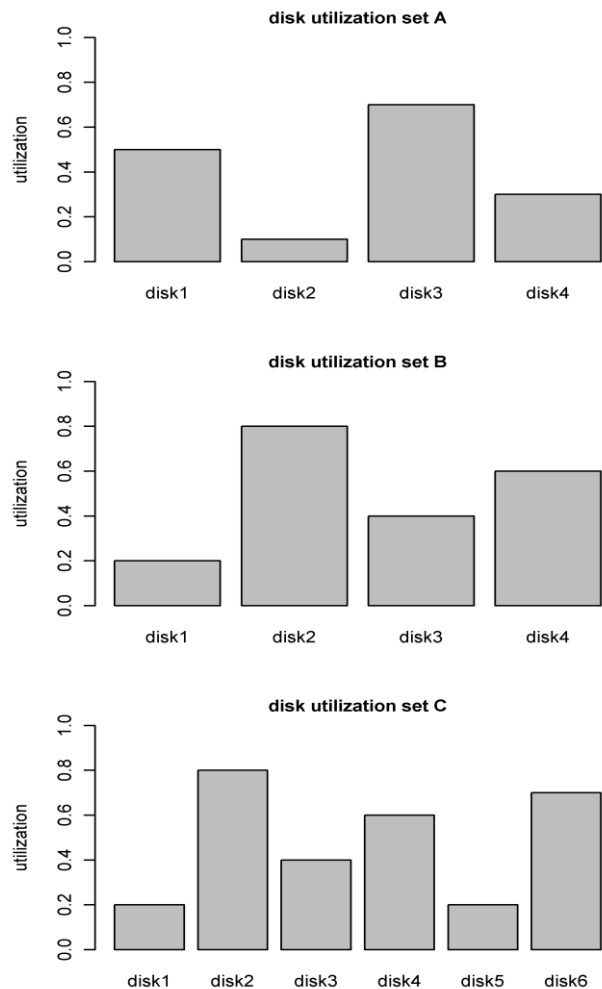 disk utilization set A
utilization
1.0
0.8
0.6
0.4
0.2
0.0
disk1 disk2 disk3 disk4
disk utilization set B
utilization
1.0
0.8
0.6
0.4
0.2
0.0
disk1 disk2 disk3 disk4
disk utilization set C
utilization
1.0
0.8
0.6
0.4
0.2
0.0
disk1 disk2 disk3 disk4 disk5 disk6